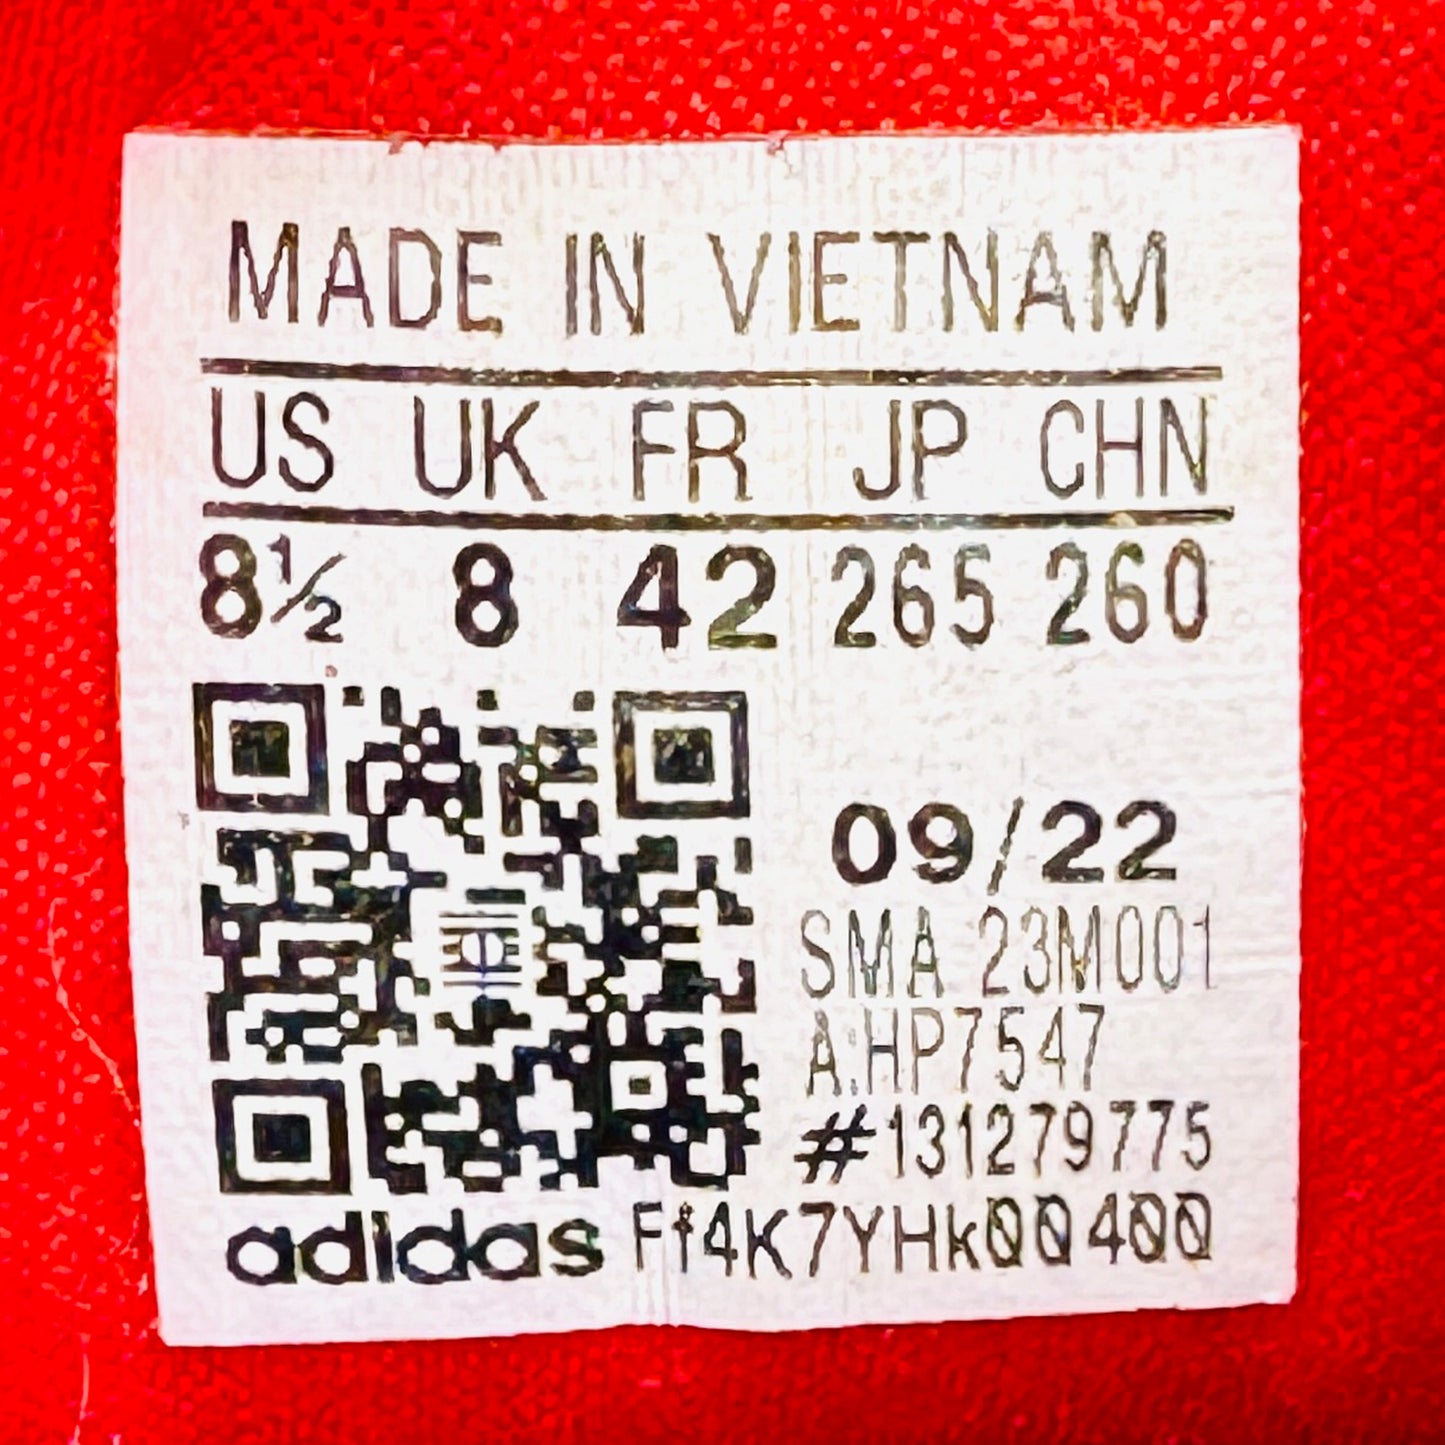 MADE IN VIETNAM
US UK FR JP CHN
8½ 8 42 265 260
09/22
SMA 23M001
A:HP7547
#131279775
adidas Ff4K7YHk00400